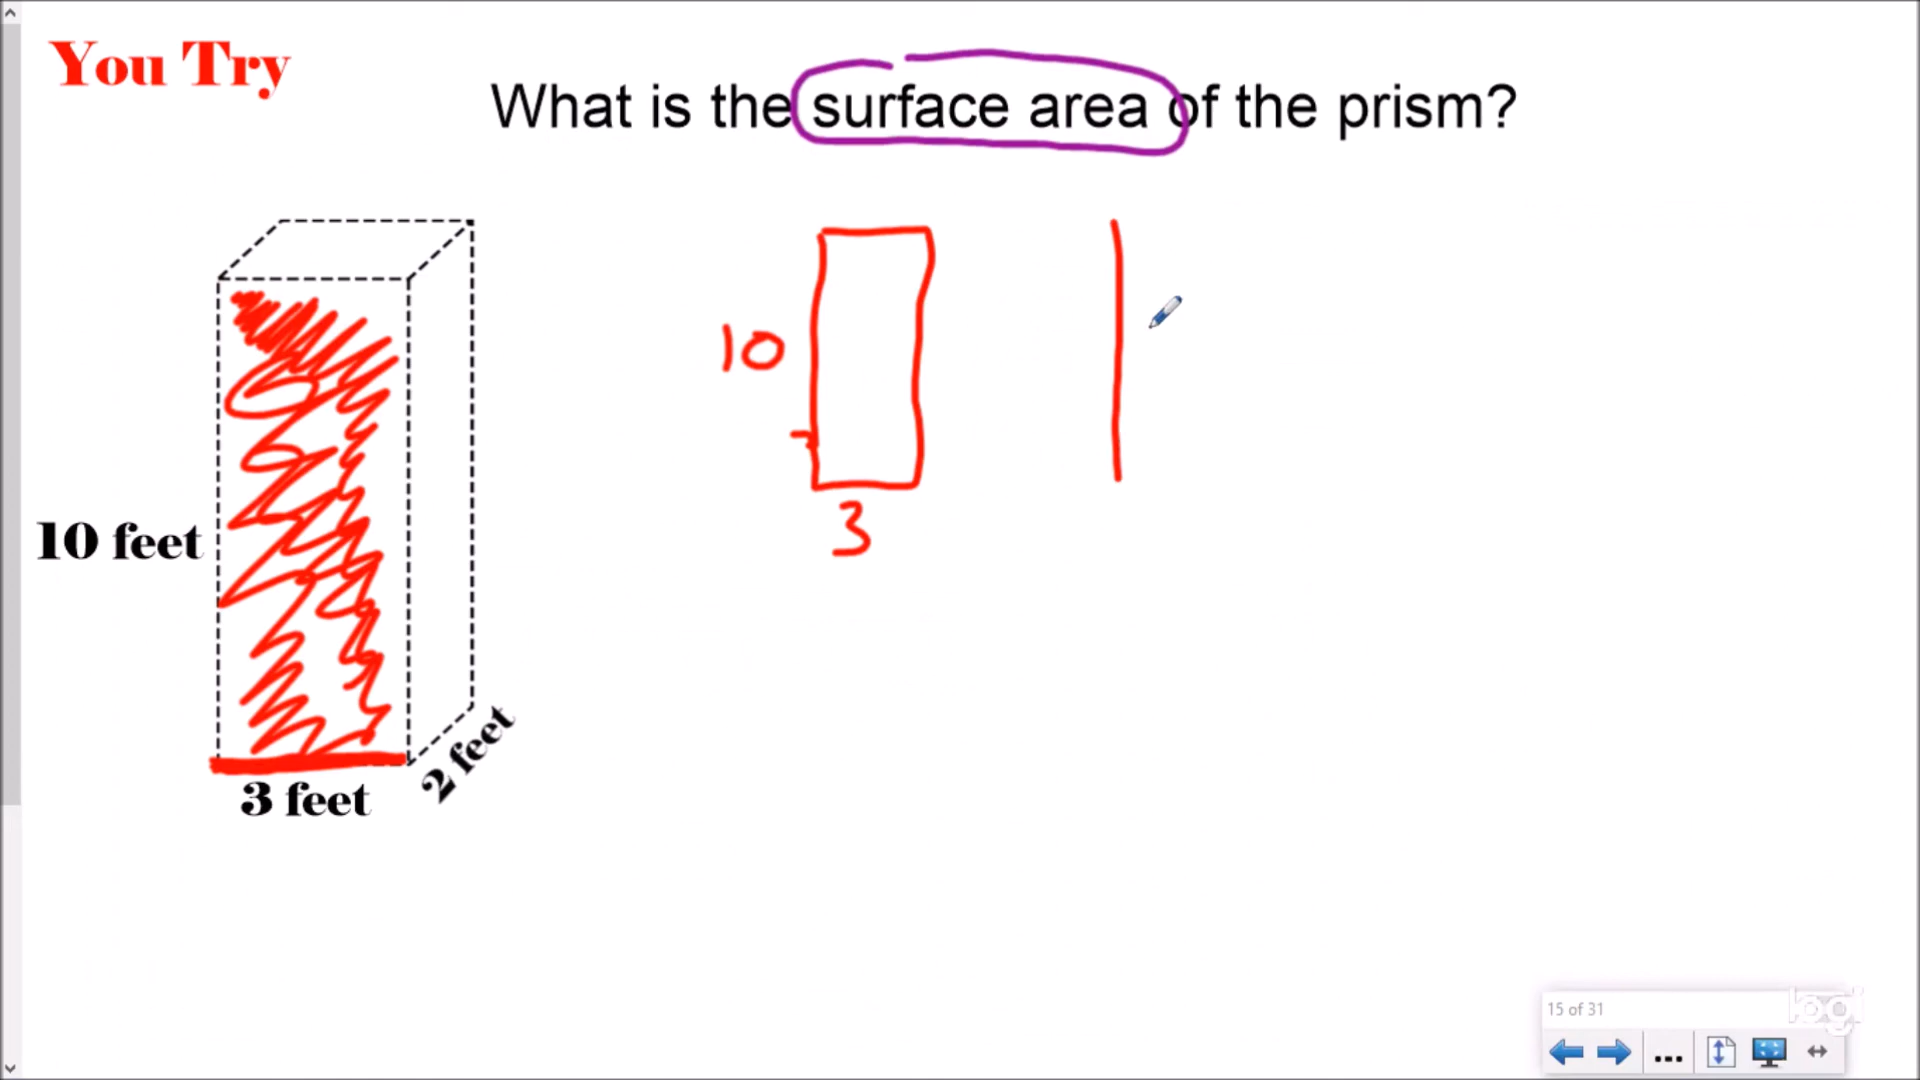 You Try
What is the surface area of the prism?
10
3
10 feet
3 feet
2 feet
15 of 31
logi